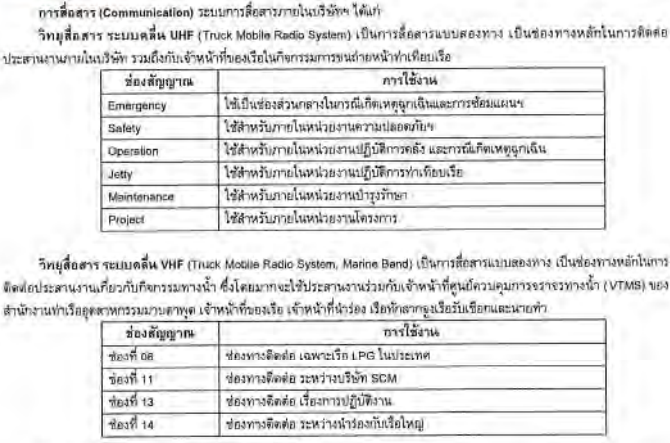 การสื่อสาร (Communication) ระบบการสื่อสารภายในบริษัทฯ ได้แก่
วิทยุสื่อสาร ระบบคลื่น UHF (Truck Mobile Radio System) เป็นการสื่อสารแบบสองทาง เป็นช่องทางหลักในการติดต่อ
ประสานงานภายในบริษัท รวมถึงกับเจ้าหน้าที่ของเรือในกิจกรรมการขนถ่ายหน้าท่าเทียบเรือ
ช่องสัญญาณ การใช้งาน
Emergency ใช้เป็นช่องส่วนกลางในกรณีเกิดเหตุฉุกเฉินและการซ้อมแผนฯ
Safety ใช้สำหรับภายในหน่วยงานความปลอดภัยฯ
Operation ใช้สำหรับภายในหน่วยงานปฏิบัติการคลัง และกรณีเกิดเหตุฉุกเฉิน
Jetty ใช้สำหรับภายในหน่วยงานปฏิบัติการท่าเทียบเรือ
Maintenance ใช้สำหรับภายในหน่วยงานบำรุงรักษา
Project ใช้สำหรับภายในหน่วยงานโครงการ
วิทยุสื่อสาร ระบบคลื่น VHF (Truck Mobile Radio System, Marine Band) เป็นการสื่อสารแบบสองทาง เป็นช่องทางหลักในการ
ติดต่อประสานงานเกี่ยวกับกิจกรรมทางน้ำ ซึ่งโดยมากจะใช้ประสานงานร่วมกับเจ้าหน้าที่ศูนย์ควบคุมการจราจรทางน้ำ (VTMS) ของ
สำนักงานท่าเรืออุตสาหกรรมมาบตาพุด เจ้าหน้าที่ของเรือ เจ้าหน้าที่นำร่อง เรือทักลากจูงเรือรับเชือกและนายท่า
ช่องสัญญาณ การใช้งาน
ช่องที่ 08 ช่องทางติดต่อ เฉพาะเรือ LPG ในประเทศ
ช่องที่ 11 ช่องทางติดต่อ ระหว่างบริษัท SCM
ช่องที่ 13 ช่องทางติดต่อ เรื่องการปฏิบัติงาน
ช่องที่ 14 ช่องทางติดต่อ ระหว่างนำร่องกับเรือใหญ่